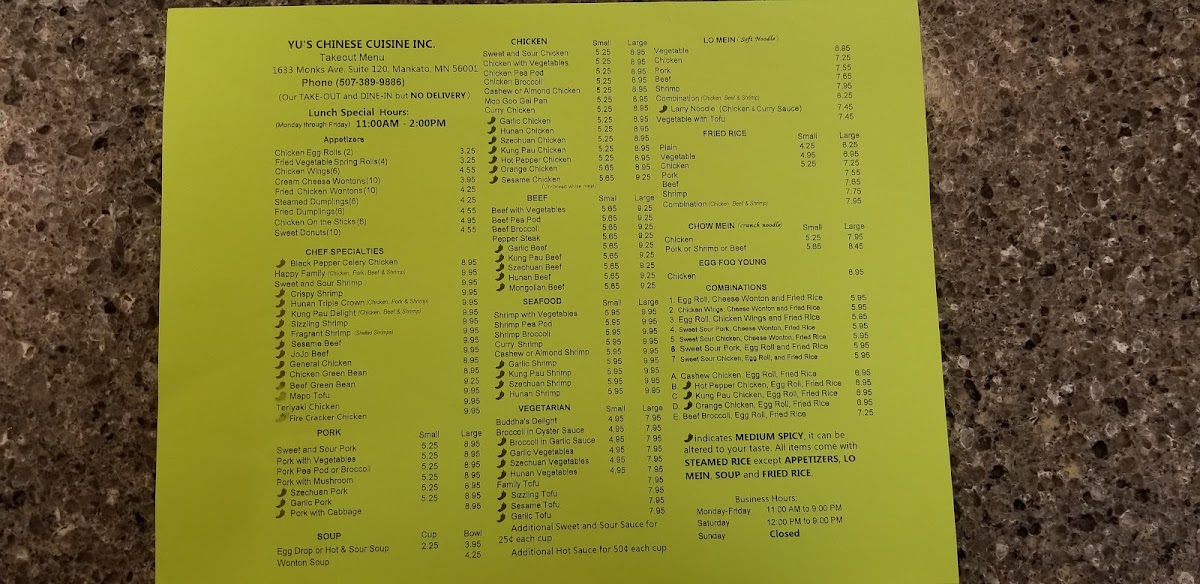 YU'S CHINESE CUISINE INC.
Takeout Menu
1633 Monks Ave. Suite 120, Mankato, MN 56001
Phone (507-389-9886)
(Our TAKE-OUT and DINE-IN but NO DELIVERY)
Lunch Special Hours:
(Monday through Friday) 11:00AM - 2:00PM
Appetizers
Chicken Egg Rolls (2) 3.25
Fried Vegetable Spring Rolls(4) 3.25
Chicken Wings(6) 4.55
Cream Cheese Wontons(10) 3.95
Fried Chicken Wontons(10) 4.25
Steamed Dumplings(6) 4.25
Fried Dumplings(6) 4.55
Chicken On the Sticks(6) 4.95
Sweet Donuts(10) 4.55
CHEF SPECIALTIES
Black Pepper Celery Chicken 8.95
Happy Family (Chicken, Pork, Beef & Shrimp) 9.95
Sweet and Sour Shrimp 9.95
Crispy Shrimp 9.95
Hunan Triple Crown (Chicken, Pork & Shrimp) 9.95
Kung Pau Delight (Chicken, Beef & Shrimp) 9.95
Sizzling Shrimp 9.95
Fragrant Shrimp (Shelled Shrimps) 9.95
Sesame Beef 9.95
JoJo Beef 9.95
General Chicken 8.95
Chicken Green Bean 8.95
Beef Green Bean 9.25
Mapo Tofu 9.95
Teriyaki Chicken 9.95
Fire Cracker Chicken 9.95
PORK Small Large
Sweet and Sour Pork 5.25 8.95
Pork with Vegetables 5.25 8.95
Pork Pea Pod or Broccoli 5.25 8.95
Pork with Mushroom 5.25 8.95
Szechuan Pork 5.25 8.95
Garlic Pork 5.25 8.95
Pork with Cabbage 8.95
SOUP Cup Bowl
Egg Drop or Hot & Sour Soup 2.25 3.95
Wonton Soup 4.25
CHICKEN Small Large
Sweet and Sour Chicken 5.25 8.95
Chicken with Vegetables 5.25 8.95
Chicken Pea Pod 5.25 8.95
Chicken Broccoli 5.25 8.95
Cashew or Almond Chicken 5.25 8.95
Moo Goo Gai Pan 5.25 8.95
Curry Chicken 5.25 8.95
Garlic Chicken 5.25 8.95
Hunan Chicken 5.25 8.95
Szechuan Chicken 5.25 8.95
Kung Pau Chicken 5.25 8.95
Hot Pepper Chicken 5.25 8.95
Orange Chicken 5.65 8.95
Sesame Chicken 5.65 9.25
BEEF Small Large
Beef with Vegetables 5.65 9.25
Beef Pea Pod 5.65 9.25
Beef Broccoli 5.65 9.25
Pepper Steak 5.65 9.25
Garlic Beef 5.65 9.25
Kung Pau Beef 5.65 9.25
Szechuan Beef 5.65 9.25
Hunan Beef 5.65 9.25
Mongolian Beef 5.65 9.25
SEAFOOD Small Large
Shrimp with Vegetables 5.95 9.95
Shrimp Pea Pod 5.95 9.95
Shrimp Broccoli 5.95 9.95
Curry Shrimp 5.95 9.95
Cashew or Almond Shrimp 5.95 9.95
Garlic Shrimp 5.95 9.95
Kung Pau Shrimp 5.95 9.95
Szechuan Shrimp 5.95 9.95
Hunan Shrimp 5.95 9.95
VEGETARIAN Small Large
Buddha's Delight 4.95 7.95
Broccoli in Oyster Sauce 4.95 7.95
Broccoli in Garlic Sauce 4.95 7.95
Garlic Vegetables 4.95 7.95
Szechuan Vegetables 4.95 7.95
Hunan Vegetables 4.95 7.95
Family Tofu 7.95
Sizzling Tofu 7.95
Sesame Tofu 7.95
Garlic Tofu 7.95
Additional Sweet and Sour Sauce for
25¢ each cup
Additional Hot Sauce for 50¢ each cup
LO MEIN (Soft Noodle)
Vegetable 6.95
Chicken 7.25
Pork 7.55
Beef 7.65
Shrimp 7.95
Combination (Chicken, Beef & Shrimp) 8.25
Larry Noodle (Chicken & Curry Sauce) 7.45
Vegetable with Tofu 7.45
FRIED RICE Small Large
Plain 4.25 6.25
Vegetable 4.95 6.95
Chicken 5.25 7.25
Pork 7.55
Beef 7.65
Shrimp 7.75
Combination (Chicken, Beef & Shrimp) 7.95
CHOW MEIN (crunch noodle) Small Large
Chicken 5.25 7.95
Pork or Shrimp or Beef 5.65 8.45
EGG FOO YOUNG
Chicken 8.95
COMBINATIONS
1. Egg Roll, Cheese Wonton and Fried Rice 5.95
2. Chicken Wings, Cheese Wonton and Fried Rice 5.95
3. Egg Roll, Chicken Wings and Fried Rice 5.95
4. Sweet Sour Pork, Cheese Wonton, Fried Rice 5.95
5. Sweet Sour Chicken, Cheese Wonton, Fried Rice 5.95
6. Sweet Sour Pork, Egg Roll and Fried Rice 5.95
7 Sweet Sour Chicken, Egg Roll, and Fried Rice 5.95
A. Cashew Chicken, Egg Roll, Fried Rice 6.95
B. Hot Pepper Chicken, Egg Roll, Fried Rice 6.95
C Kung Pau Chicken, Egg Roll, Fried Rice 6.95
D. Orange Chicken, Egg Roll, Fried Rice 6.95
E. Beef Broccoli, Egg Roll, Fried Rice 7.25
indicates MEDIUM SPICY, it can be
altered to your taste. All items come with
STEAMED RICE except APPETIZERS, LO
MEIN, SOUP and FRIED RICE.
Business Hours:
Monday-Friday 11:00 AM to 9:00 PM
Saturday 12:00 PM to 9:00 PM
Sunday Closed